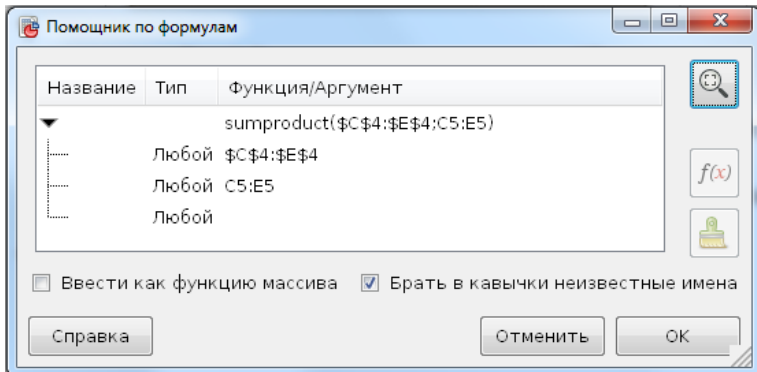 Помощник по формулам
Название Тип Функция/Аргумент
sumproduct($C$4:$E$4;C5:E5)
Любой $C$4:$E$4
Любой C5:E5
Любой
f(x)
Ввести как функцию массива Брать в кавычки неизвестные имена
Справка Отменить OK